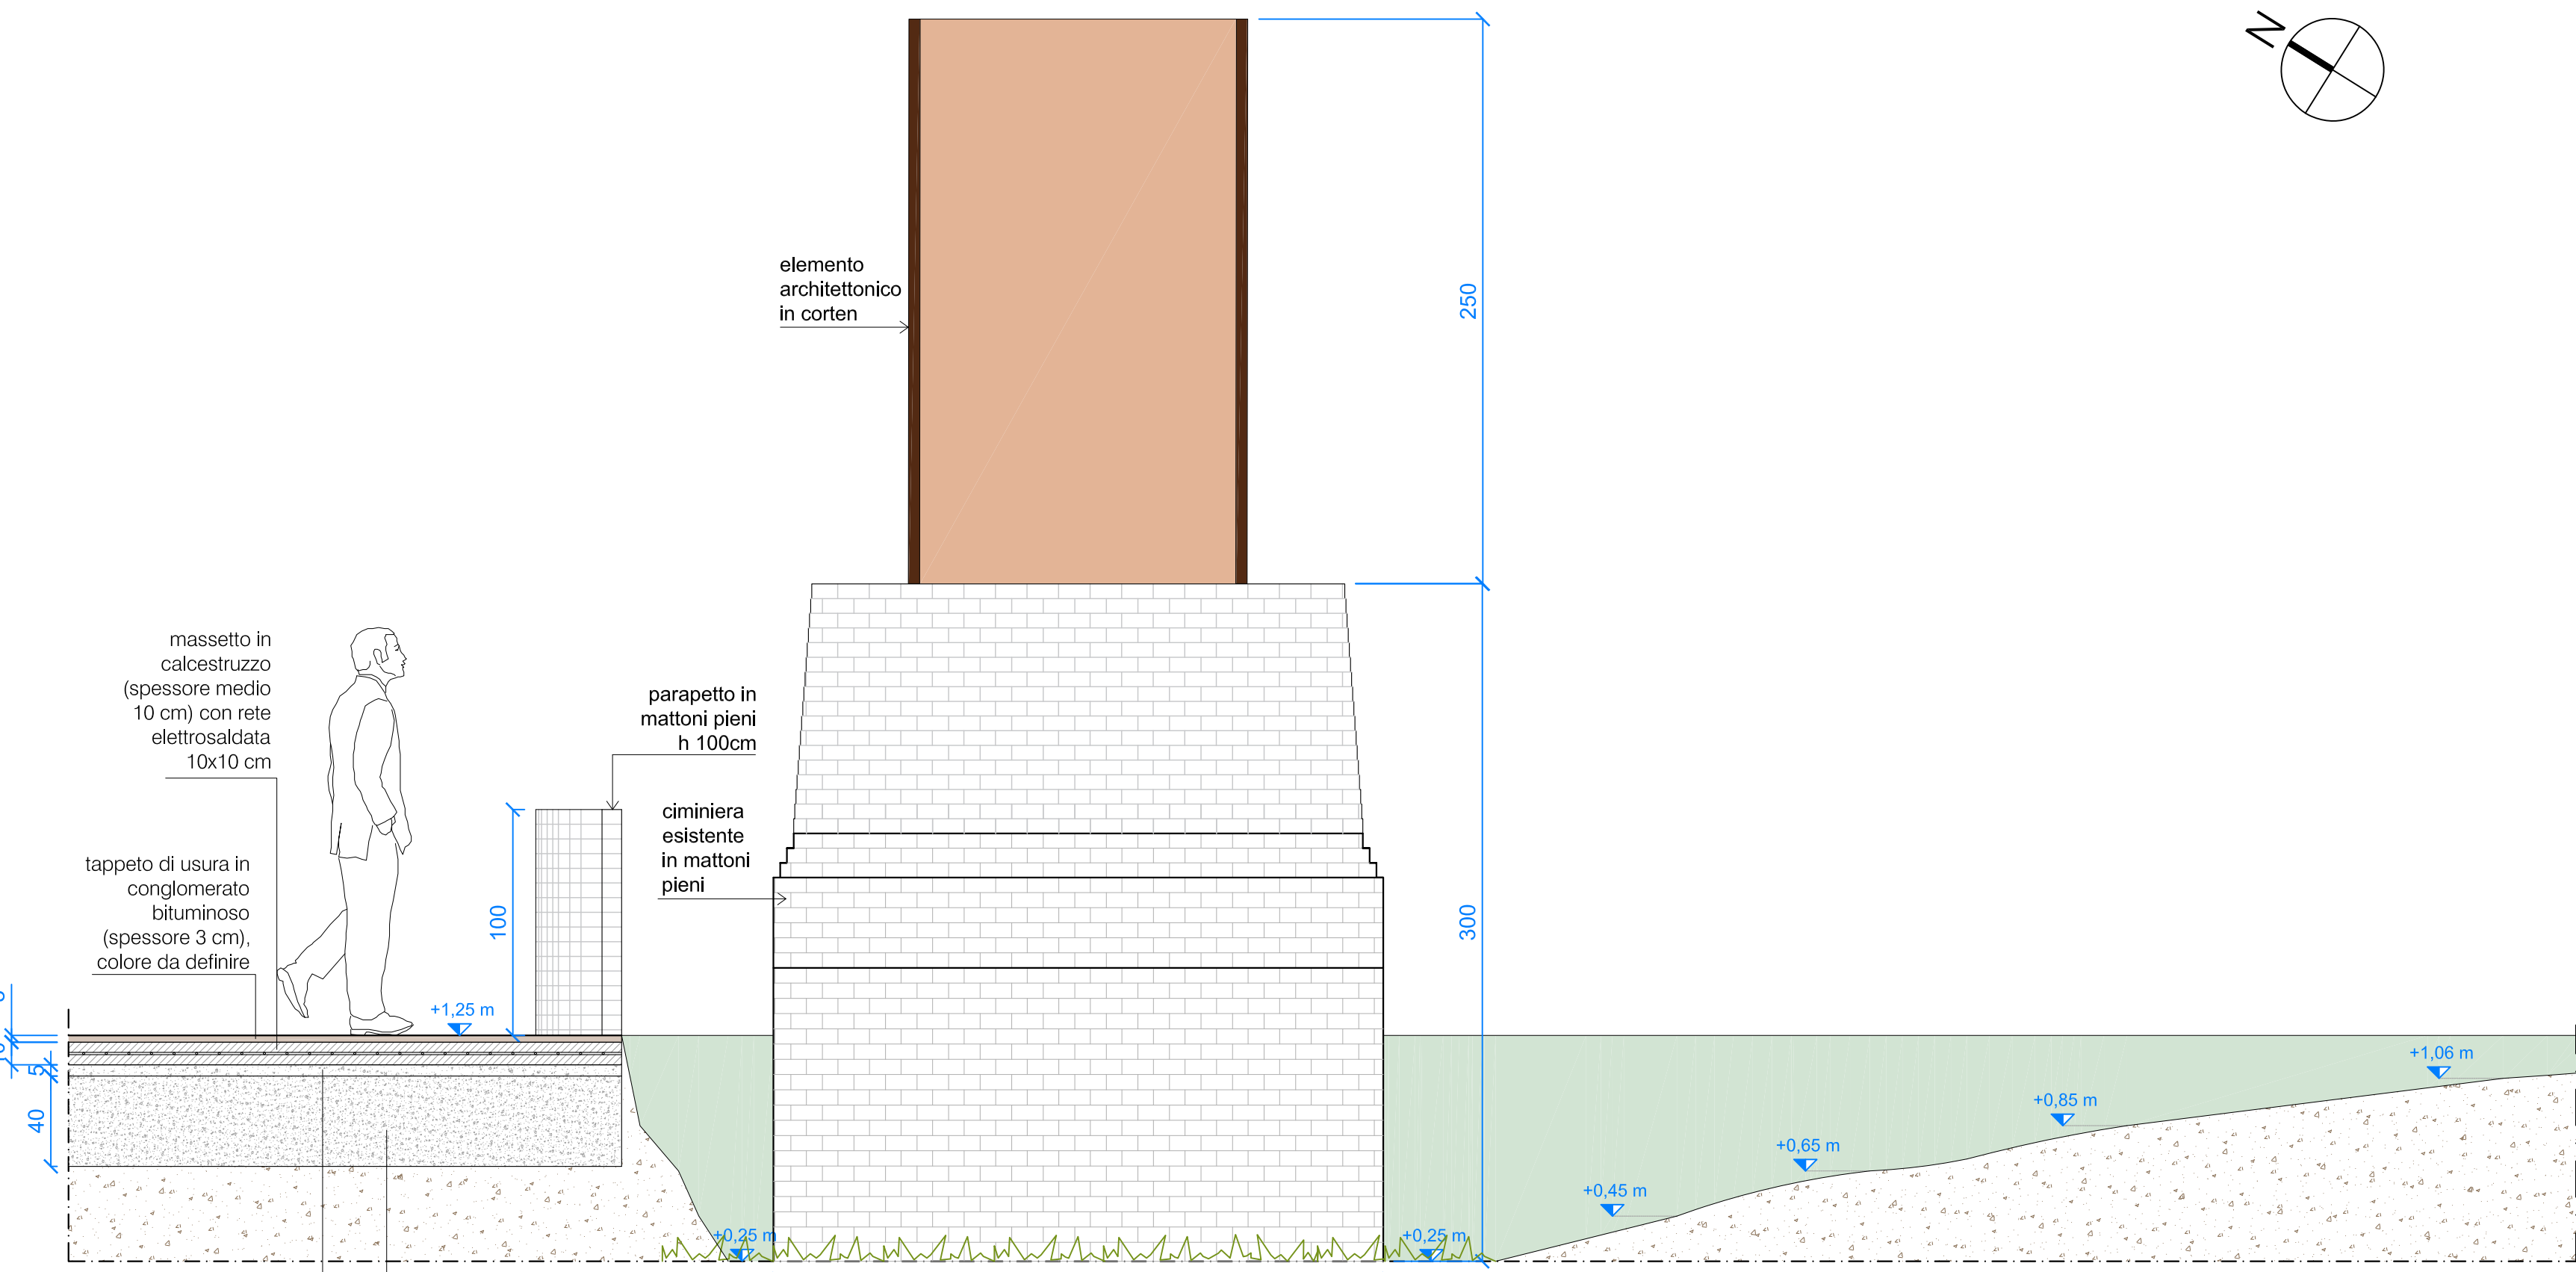 N
elemento
architettonico
in corten
250
massetto in
calcestruzzo
(spessore medio
10 cm) con rete
elettrosaldata
10x10 cm
parapetto in
mattoni pieni
h 100cm
ciminiera
esistente
in mattoni
pieni
tappeto di usura in
conglomerato
bituminoso
(spessore 3 cm),
colore da definire
100
300
+1,25 m
+1,06 m
5
+0,85 m
40
+0,65 m
+0,45 m
+0,25 m
+0,25 m